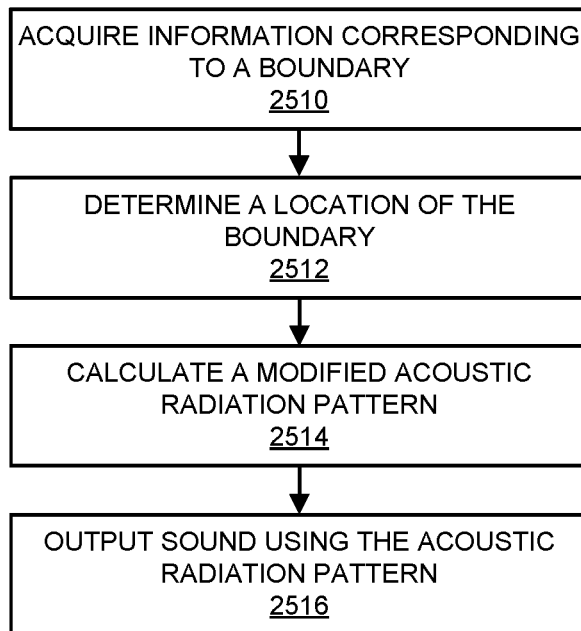 ACQUIRE INFORMATION CORRESPONDING
TO A BOUNDARY
2510
DETERMINE A LOCATION OF THE
BOUNDARY
2512
CALCULATE A MODIFIED ACOUSTIC
RADIATION PATTERN
2514
OUTPUT SOUND USING THE ACOUSTIC
RADIATION PATTERN
2516